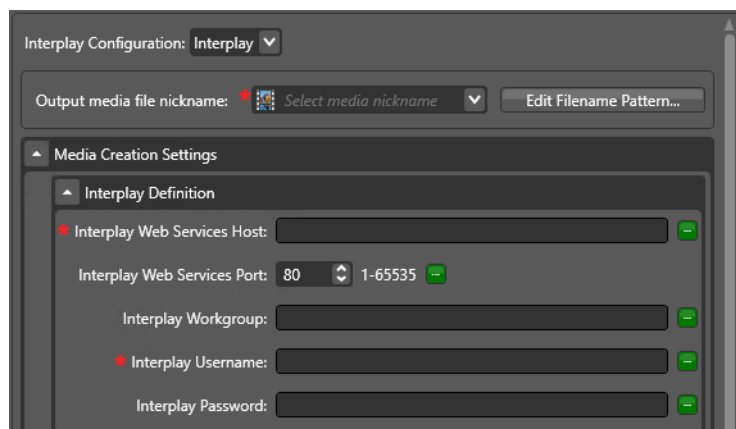 Interplay Configuration: Interplay
Output media file nickname: * Select media nickname Edit Filename Pattern...
Media Creation Settings
Interplay Definition
* Interplay Web Services Host:
Interplay Web Services Port: 80 1-65535
Interplay Workgroup:
* Interplay Username:
Interplay Password: